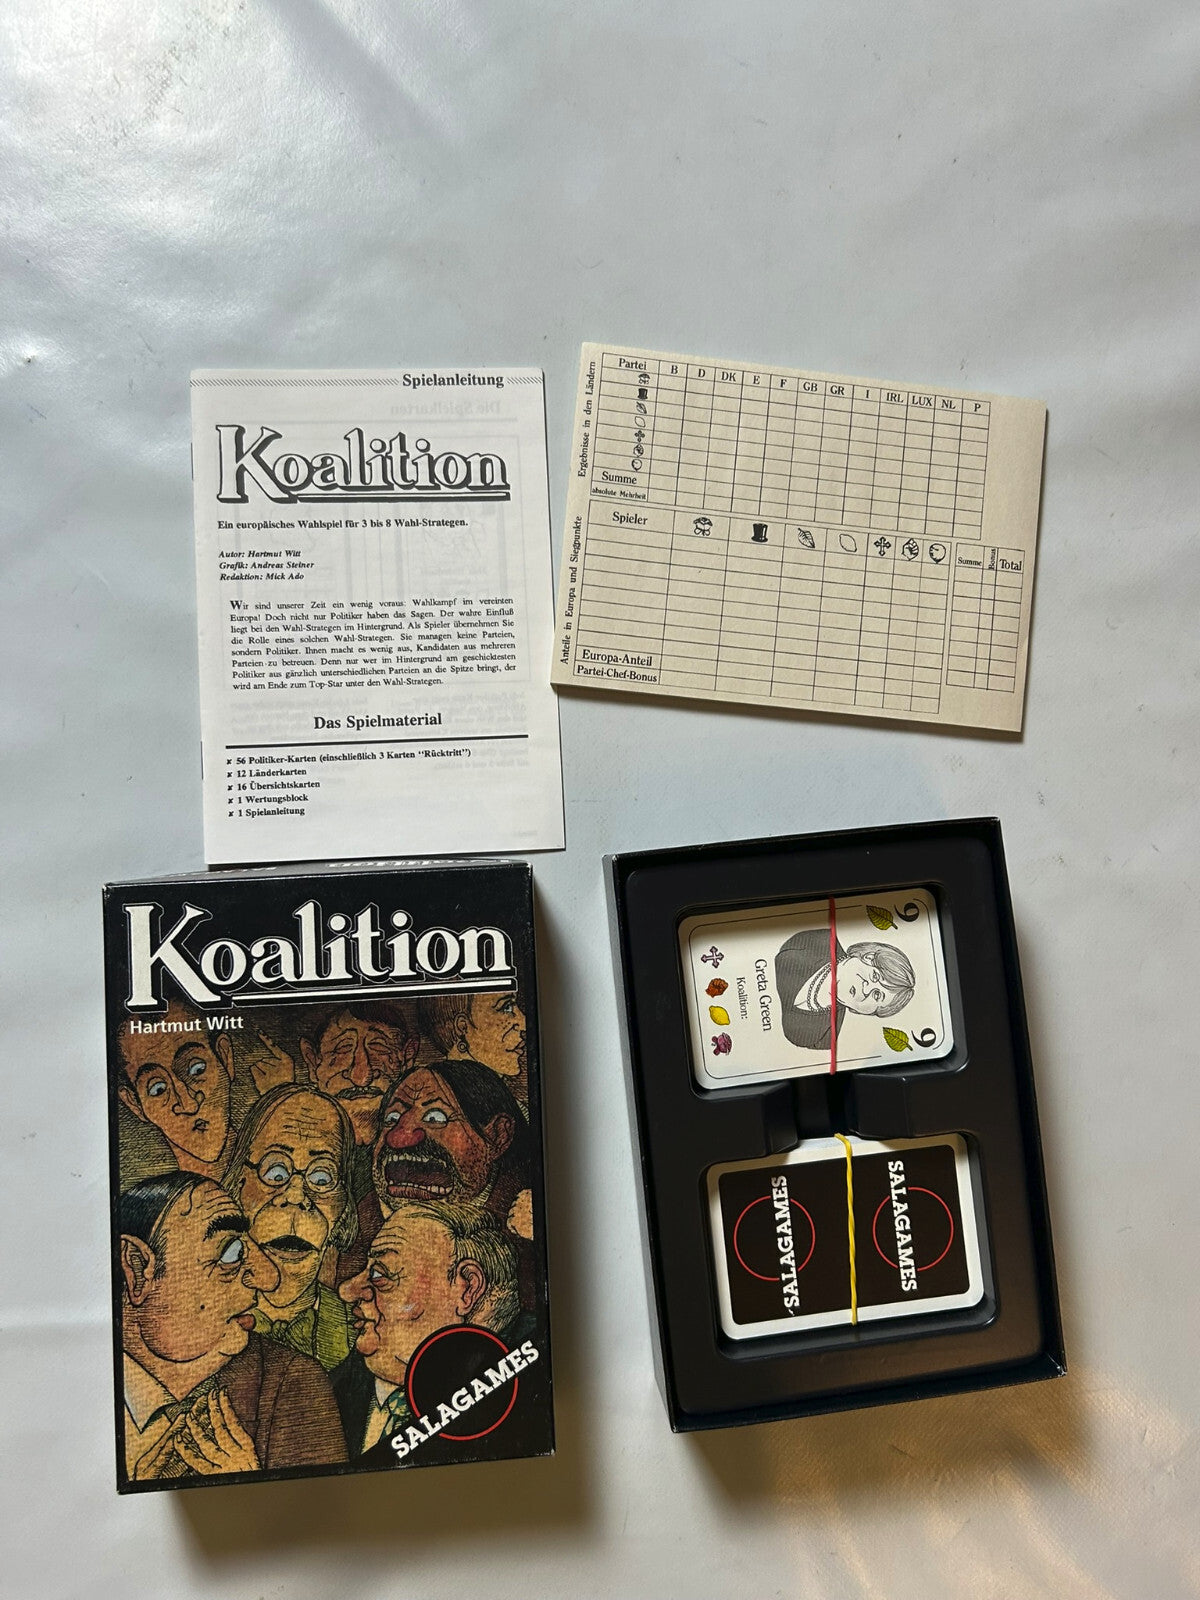 Spielanleitung
Koalition
Ein europäisches Wahlspiel für 3 bis 8 Wahl-Strategen.
Autor: Hartmut Witt
Grafik: Andreas Steiner
Redaktion: Mick Ado
Wir sind unserer Zeit ein wenig voraus: Wahlkampf im vereinten
Europa! Doch nicht nur Politiker haben das Sagen. Der wahre Einfluß
liegt bei den Wahl-Strategen im Hintergrund. Als Spieler übernehmen Sie
die Rolle eines solchen Wahl-Strategen. Sie managen keine Parteien,
sondern Politiker. Ihnen macht es wenig aus, Kandidaten aus mehreren
Parteien zu betreuen. Denn nur wer im Hintergrund am geschicktesten
Politiker aus gänzlich unterschiedlichen Parteien an die Spitze bringt, der
wird am Ende zum Top-Star unter den Wahl-Strategen.
Das Spielmaterial
x 56 Politiker-Karten (einschließlich 3 Karten "Rücktritt")
x 12 Länderkarten
x 16 Übersichtskarten
x 1 Wertungsblock
x 1 Spielanleitung
Ergebnisse in den Ländern
Partei B D DK E F GB GR I IRL LUX NL P
Summe
absolute Mehrheit
Anteile in Europa und Siegpunkte
Spieler
Summe Bonus Total
Europa-Anteil
Partei-Chef-Bonus
Koalition
Hartmut Witt
SALAGAMES
9
Greta Green
Koalition:
9
SALAGAMES
SALAGAMES